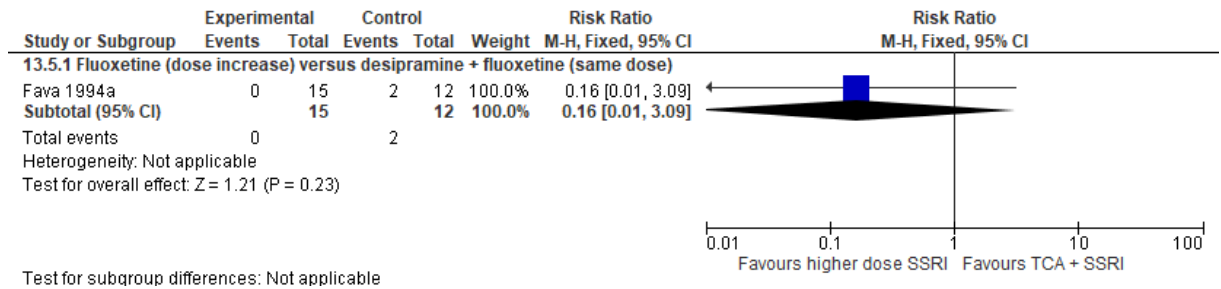 Experimental Control Risk Ratio Risk Ratio
Study or Subgroup Events Total Events Total Weight M-H, Fixed, 95% CI M-H, Fixed, 95% CI
13.5.1 Fluoxetine (dose increase) versus desipramine + fluoxetine (same dose)
Fava 1994a 0 15 2 12 100.0% 0.16 [0.01, 3.09]
Subtotal (95% CI) 15 12 100.0% 0.16 [0.01, 3.09]
Total events 0 2
Heterogeneity: Not applicable
Test for overall effect: Z = 1.21 (P = 0.23)
0.01 0.1 1 10 100
Favours higher dose SSRI Favours TCA + SSRI
Test for subgroup differences: Not applicable